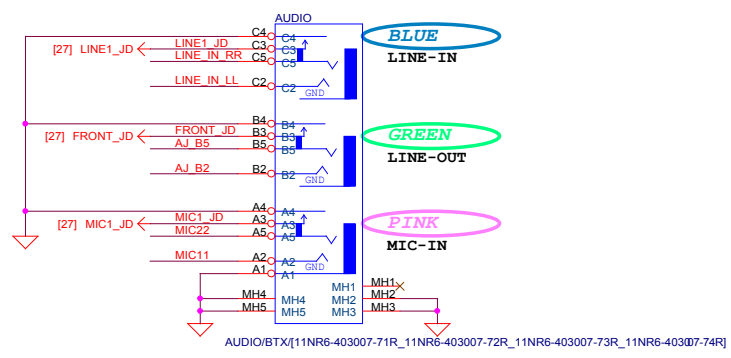 AUDIO
C4 C4 BLUE
[27] LINE1_JD LINE1_JD C3 C3
LINE_IN_RR C5 C5 LINE-IN
LINE_IN_LL C2 C2
GND
B4 B4
[27] FRONT_JD FRONT_JD B3 B3 GREEN
AJ_B5 B5 B5 LINE-OUT
AJ_B2 B2 B2
GND
A4 A4
[27] MIC1_JD MIC1_JD A3 A3 PINK
MIC22 A5 A5 MIC-IN
MIC11 A2 A2
A1 A1 GND
MH1 MH1
MH4 MH4 MH2 MH2
MH5 MH5 MH3 MH3
AUDIO/BTX/[11NR6-403007-71R_11NR6-403007-72R_11NR6-403007-73R_11NR6-403007-74R]